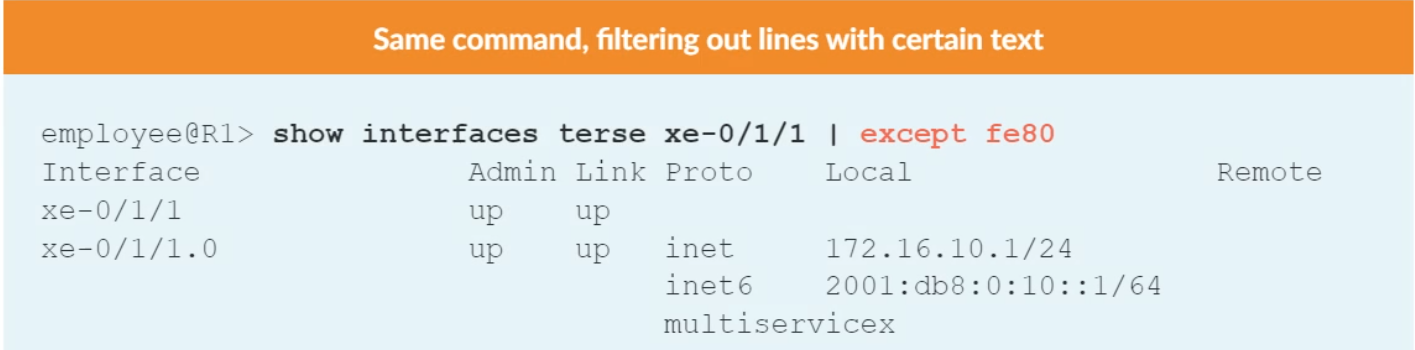 Same command, filtering out lines with certain text
employee@R1> show interfaces terse xe-0/1/1 | except fe80
Interface               Admin Link Proto    Local                 Remote
xe-0/1/1                up    up
xe-0/1/1.0              up    up   inet     172.16.10.1/24
                                   inet6    2001:db8:0:10::1/64
                                   multiservicex